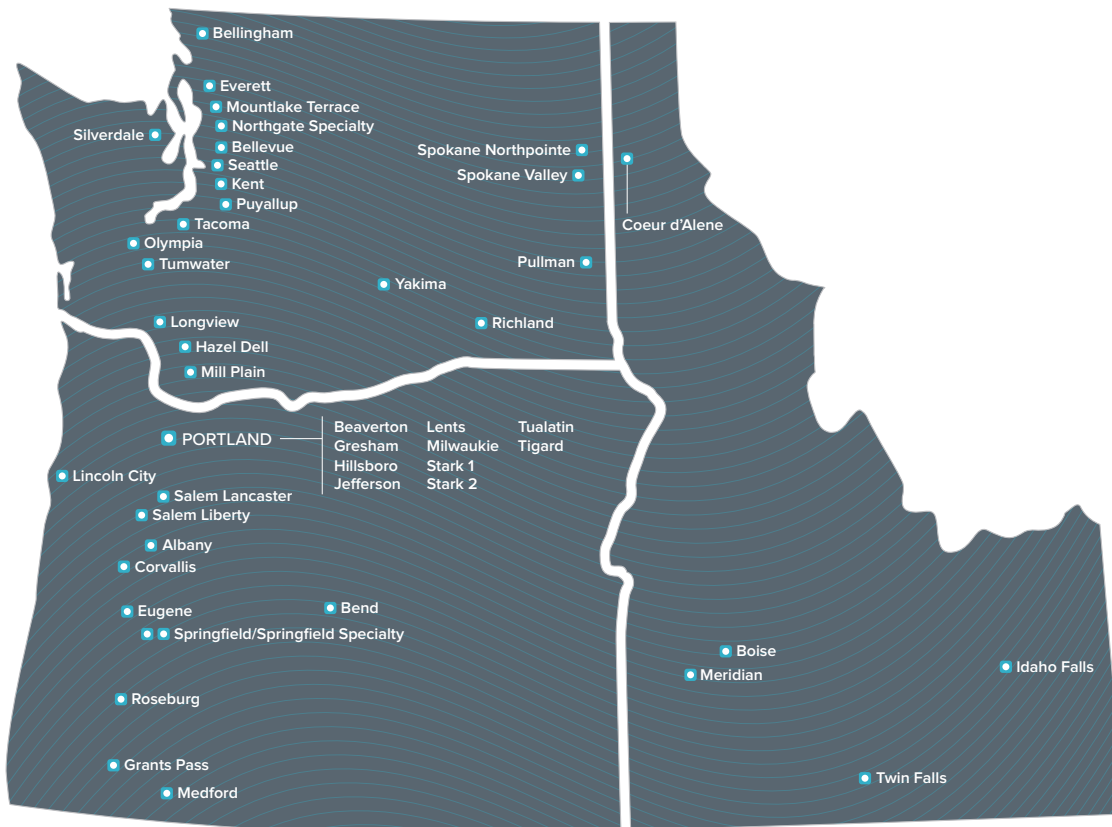 Bellingham
Everett
Mountlake Terrace
Northgate Specialty
Silverdale
Bellevue
Seattle
Kent
Puyallup
Tacoma
Olympia
Tumwater
Spokane Northpointe
Spokane Valley
Coeur d’Alene
Pullman
Yakima
Richland
Longview
Hazel Dell
Mill Plain
PORTLAND
Beaverton Lents Tualatin
Gresham Milwaukie Tigard
Hillsboro Stark 1
Jefferson Stark 2
Lincoln City
Salem Lancaster
Salem Liberty
Albany
Corvallis
Eugene
Bend
Springfield/Springfield Specialty
Roseburg
Grants Pass
Medford
Boise
Meridian
Idaho Falls
Twin Falls